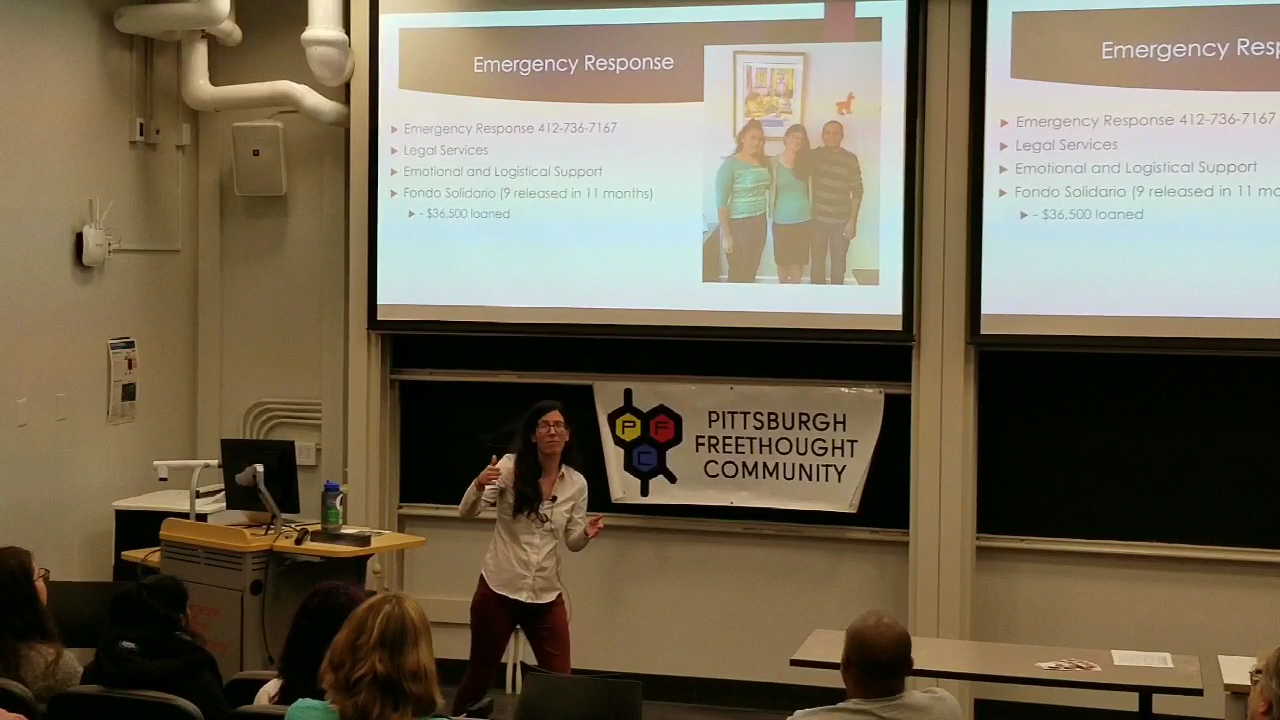 Emergency Response
Emergency Response 412-736-7167
Legal Services
Emotional and Logistical Support
Fondo Solidario (9 released in 11 months)
- $36,500 loaned
Emergency Resp
Emergency Response 412-736-7167
Legal Services
Emotional and Logistical Support
Fondo Solidario (9 released in 11 mo
- $36,500 loaned
P F
C
PITTSBURGH
FREETHOUGHT
COMMUNITY